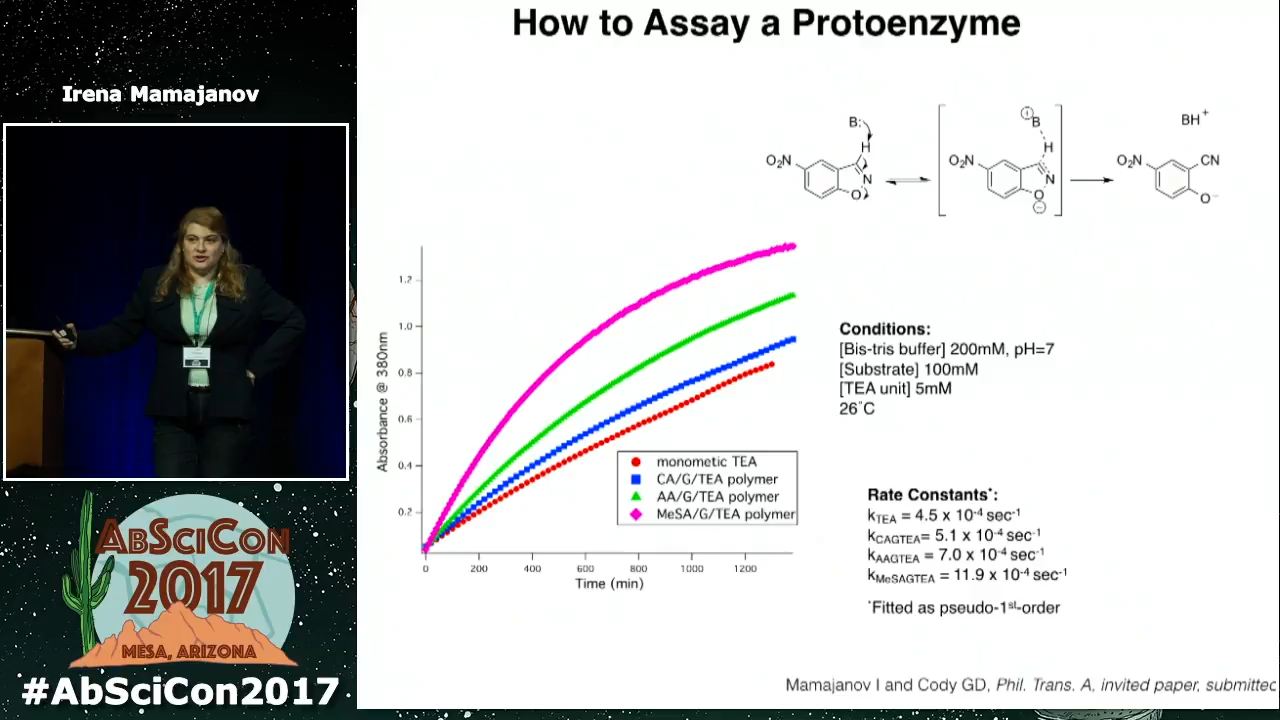 How to Assay a Protoenzyme
Irena Mamajanov
B:
H
O₂N
N
O
⊕
B
H
O₂N
N
O
⊖
BH⁺
O₂N
CN
O⁻
Absorbance @ 380nm
1.2
1.0
0.8
0.6
0.4
0.2
0 200 400 600 800 1000 1200
Time (min)
monometic TEA
CA/G/TEA polymer
AA/G/TEA polymer
MeSA/G/TEA polymer
Conditions:
[Bis-tris buffer] 200mM, pH=7
[Substrate] 100mM
[TEA unit] 5mM
26˚C
Rate Constants*:
kTEA = 4.5 x 10⁻⁴ sec⁻¹
kCAGTEA= 5.1 x 10⁻⁴ sec⁻¹
kAAGTEA = 7.0 x 10⁻⁴ sec⁻¹
kMeSAGTEA = 11.9 x 10⁻⁴ sec⁻¹
*Fitted as pseudo-1st-order
Mamajanov I and Cody GD, Phil. Trans. A, invited paper, submitted
ABSCICON
2017
MESA, ARIZONA
#AbSciCon2017